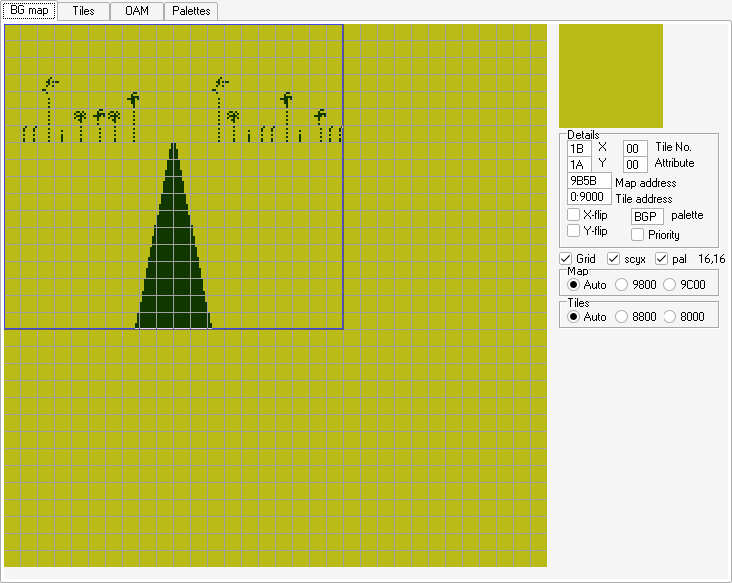 BG map Tiles OAM Palettes
Details
1B X 00 Tile No.
1A Y 00 Attribute
9B5B Map address
0:9000 Tile address
X-flip BGP palette
Y-flip Priority
Grid scyx pal 16,16
Map
Auto 9800 9C00
Tiles
Auto 8800 8000